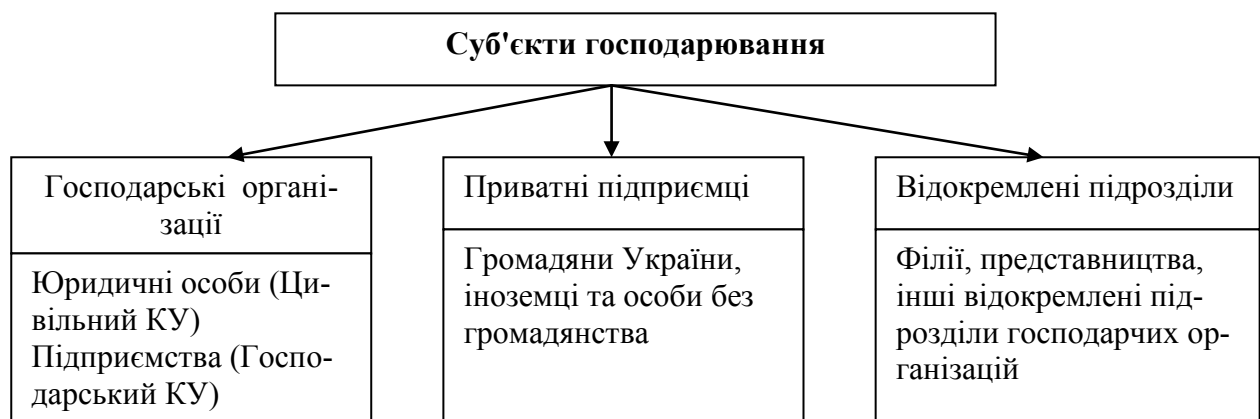 Суб'єкти господарювання
Господарські органі-
зації
Юридичні особи (Ци-
вільний КУ)
Підприємства (Госпо-
дарський КУ)
Приватні підприємці
Громадяни України,
іноземці та особи без
громадянства
Відокремлені підрозділи
Філії, представництва,
інші відокремлені під-
розділи господарчих ор-
ганізацій